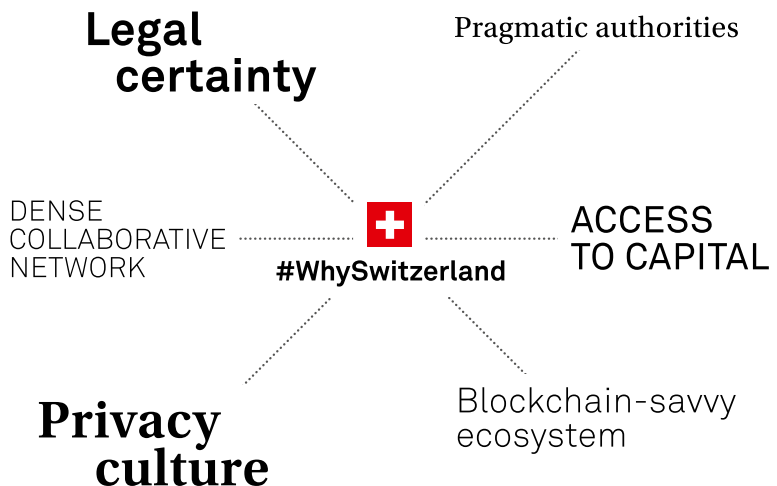 Legal
certainty
Pragmatic authorities
DENSE
COLLABORATIVE
NETWORK
#WhySwitzerland
ACCESS
TO CAPITAL
Privacy
culture
Blockchain-savvy
ecosystem